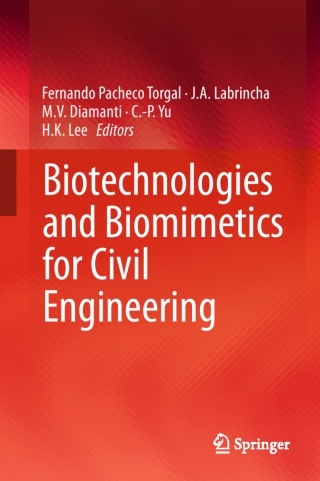 Fernando Pacheco Torgal · J.A. Labrincha
M.V. Diamanti · C.-P. Yu
H.K. Lee Editors
Biotechnologies
and Biomimetics
for Civil
Engineering
Springer